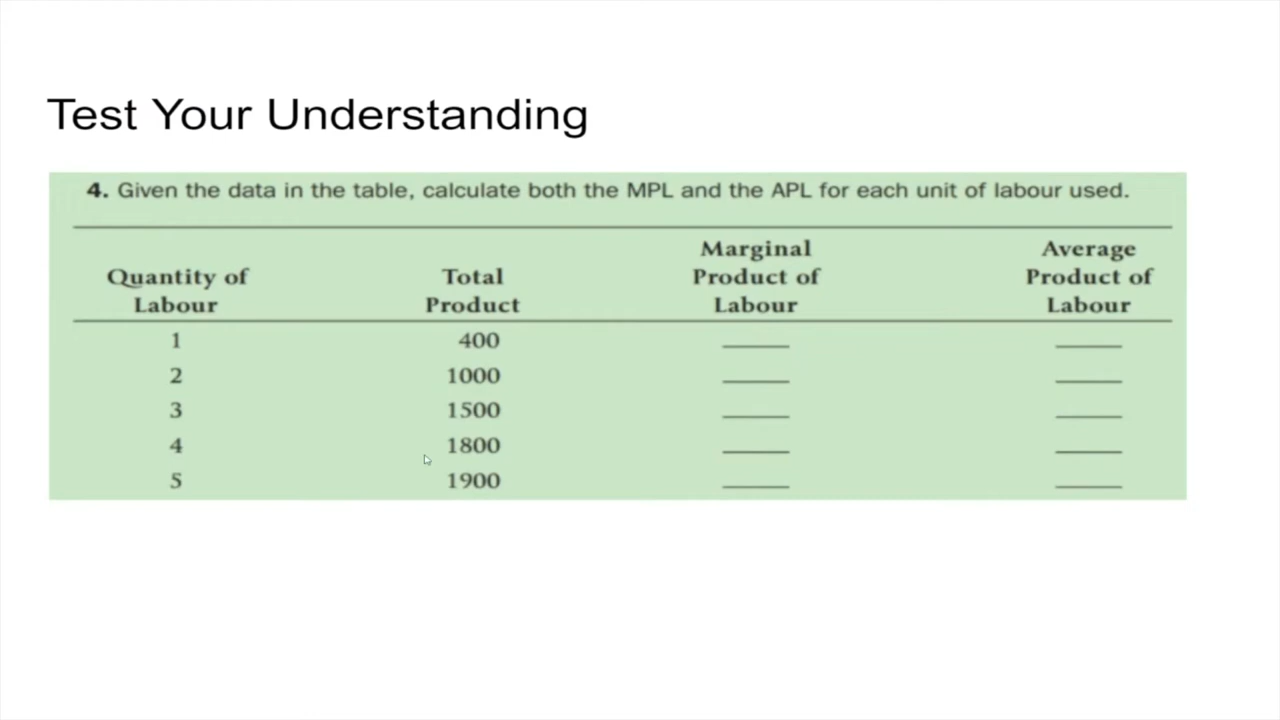 Test Your Understanding
4. Given the data in the table, calculate both the MPL and the APL for each unit of labour used.
Quantity of Labour Total Product Marginal Product of Labour Average Product of Labour
1 400
2 1000
3 1500
4 1800
5 1900